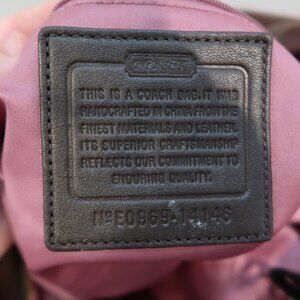 COACH
THIS IS A COACH BAG. IT WAS
HANDCRAFTED IN CHINA FROM THE
FINEST MATERIALS AND LEATHER.
ITS SUPERIOR CRAFTSMANSHIP
REFLECTS OUR COMMITMENT TO
ENDURING QUALITY.
NO E0969-14146